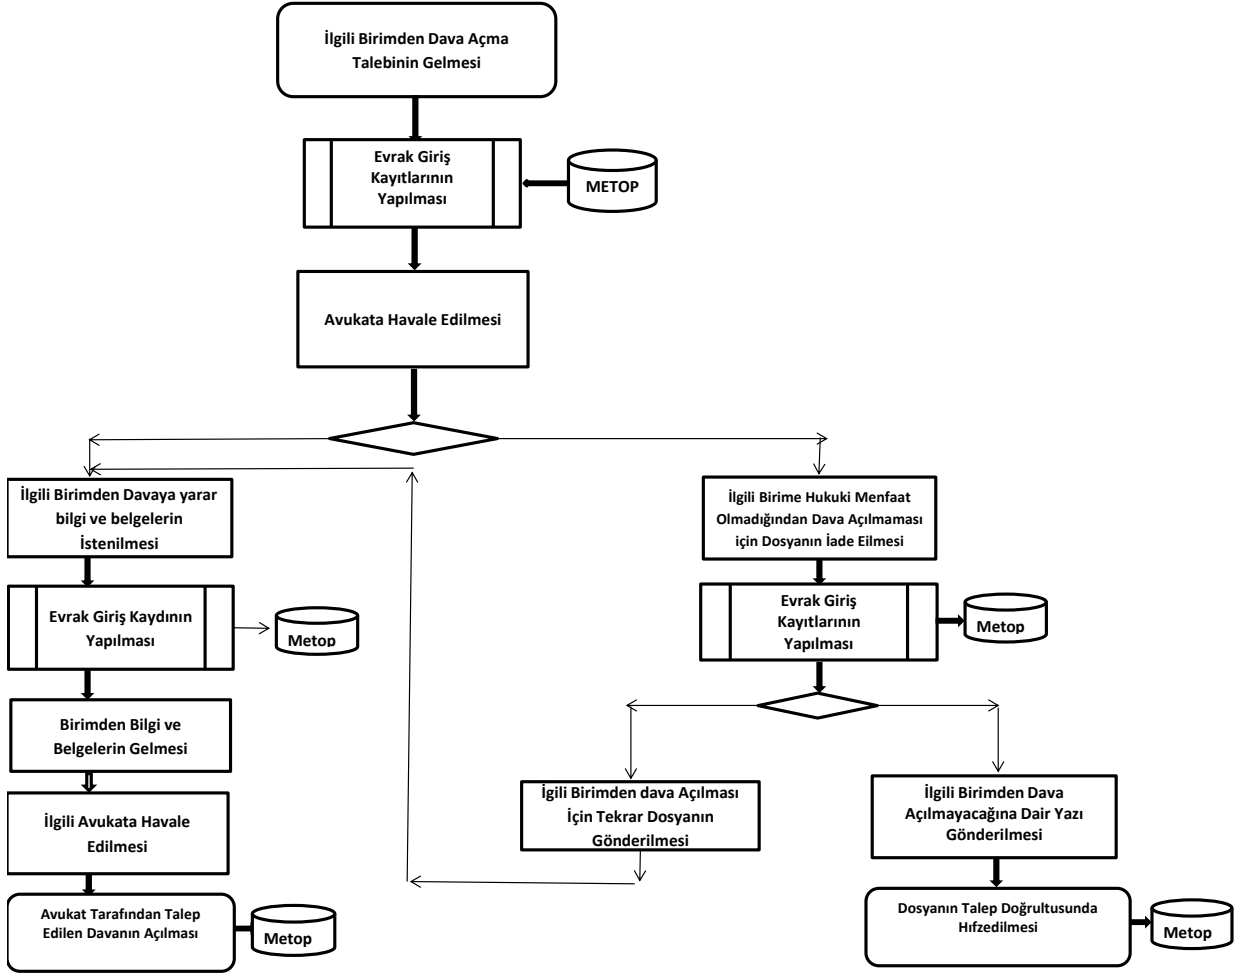 İlgili Birimden Dava Açma
Talebinin Gelmesi
Evrak Giriş
Kayıtlarının
Yapılması
METOP
Avukata Havale Edilmesi
İlgili Birimden Davaya yarar
bilgi ve belgelerin
İstenilmesi
Evrak Giriş Kaydının
Yapılması
Metop
Birimden Bilgi ve
Belgelerin Gelmesi
İlgili Avukata Havale
Edilmesi
Avukat Tarafından Talep
Edilen Davanın Açılması
Metop
İlgili Birime Hukuki Menfaat
Olmadığından Dava Açılmaması
için Dosyanın İade Eilmesi
Evrak Giriş
Kayıtlarının
Yapılması
Metop
İgili Birimden dava Açılması
İçin Tekrar Dosyanın
Gönderilmesi
İlgili Birimden Dava
Açılmayacağına Dair Yazı
Gönderilmesi
Dosyanın Talep Doğrultusunda
Hıfzedilmesi
Metop